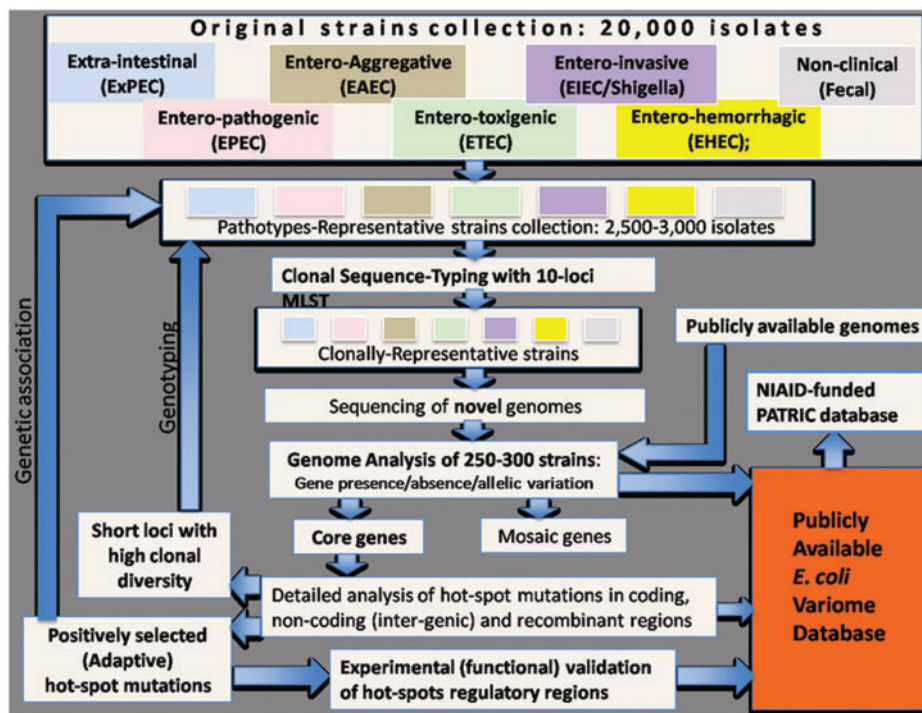 Original strains collection: 20,000 isolates
Extra-intestinal
(ExPEC)
Entero-Aggregative
(EAEC)
Entero-invasive
(EIEC/Shigella)
Non-clinical
(Fecal)
Entero-pathogenic
(EPEC)
Entero-toxigenic
(ETEC)
Entero-hemorrhagic
(EHEC);
Pathotypes-Representative strains collection: 2,500-3,000 isolates
Clonal Sequence-Typing with 10-loci
MLST
Clonally-Representative strains
Publicly available genomes
Genetic association
Genotyping
Sequencing of novel genomes
NIAID-funded
PATRIC database
Genome Analysis of 250-300 strains:
Gene presence/absence/allelic variation
Short loci with
high clonal
diversity
Core genes
Mosaic genes
Publicly
Available
E. coli
Variome
Database
Detailed analysis of hot-spot mutations in coding,
non-coding (inter-genic) and recombinant regions
Positively selected
(Adaptive)
hot-spot mutations
Experimental (functional) validation
of hot-spots regulatory regions